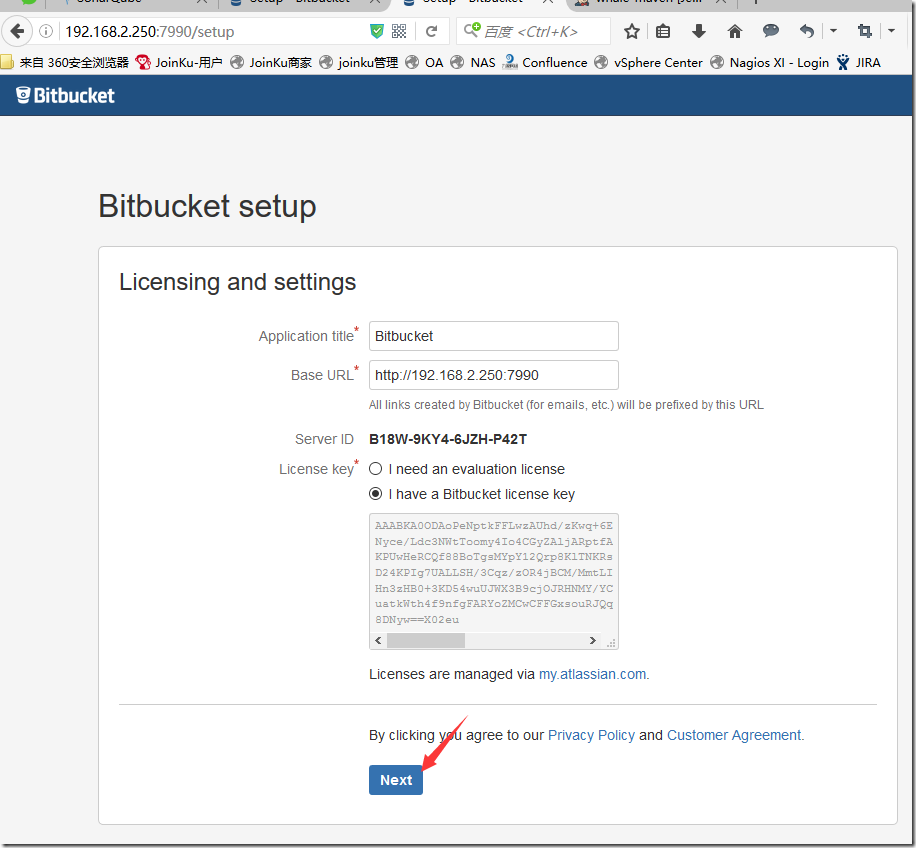 192.168.2.250:7990/setup
百度 <Ctrl+K>
来自 360安全浏览器 JoinKu-用户 JoinKu商家 joinku管理 OA NAS Confluence vSphere Center Nagios XI - Login JIRA
Bitbucket
Bitbucket setup
Licensing and settings
Application title* Bitbucket
Base URL* http://192.168.2.250:7990
All links created by Bitbucket (for emails, etc.) will be prefixed by this URL
Server ID B18W-9KY4-6JZH-P42T
License key* I need an evaluation license
I have a Bitbucket license key
AAABKA0ODAoPeNptkFFLwzAUhd/zKwq+6E
Nyce/Ldc3NWtToomy4Io4CGyZAljARptfA
KPUwHeRCQf88BoTgsMYpY12Qrp8KlTNKRs
D24KPIg7UALLSH/3Cqz/zOR4jBCM/MmtLI
Hn3zHB0+3KD54wuUJWX3B9cjOJRHNMY/YC
uatkWth4f9nfgFARYoZMCwCFFGxsouRJQq
8DNyw==X02eu
Licenses are managed via my.atlassian.com.
By clicking you agree to our Privacy Policy and Customer Agreement.
Next